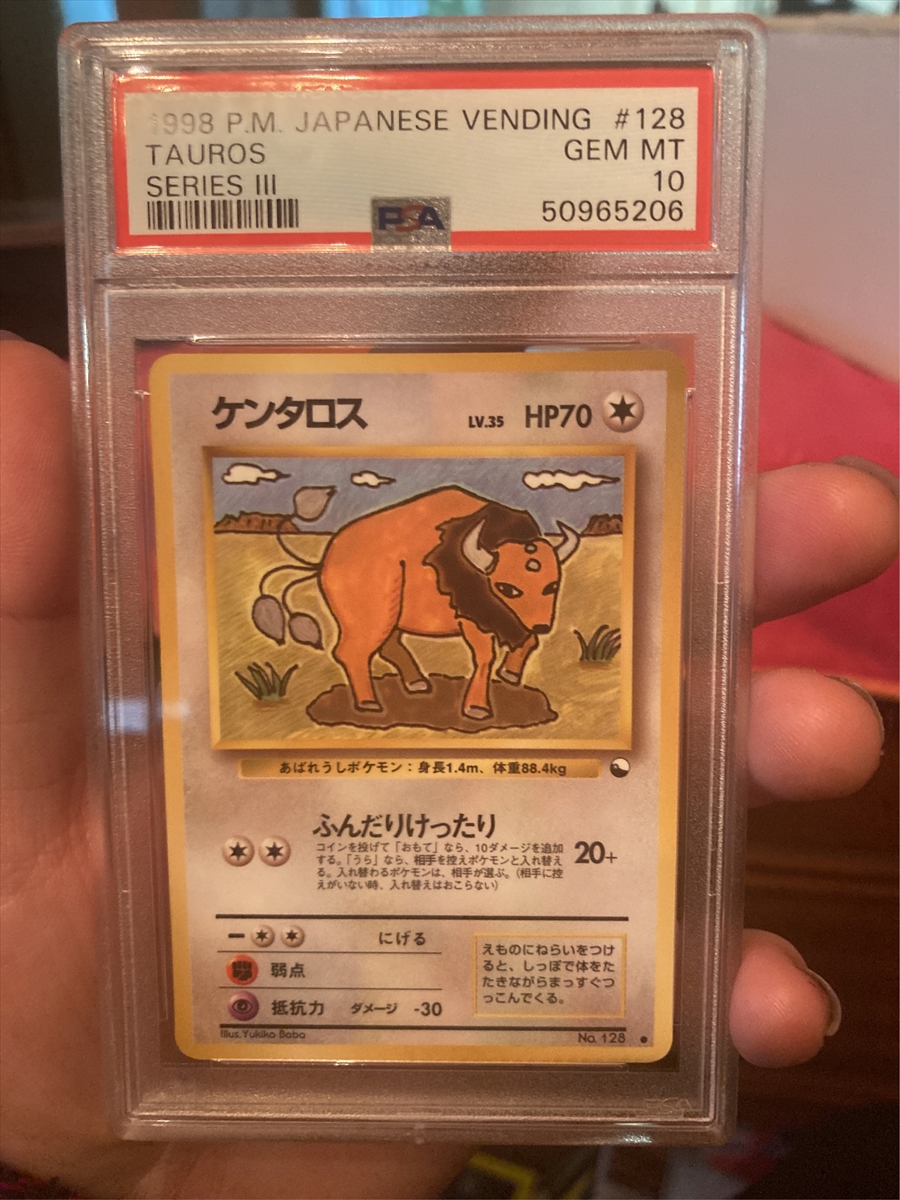 1998 P.M. JAPANESE VENDING #128
TAUROS GEM MT
SERIES III 10
PSA 50965206
ケンタロス LV.35 HP70
あばれうしポケモン：身長1.4m、体重88.4kg
ふんだりけったり
コインを投げて「おもて」なら、10ダメージを追加
する。「うら」なら、相手を控えポケモンと入れ替え
る。入れ替わるポケモンは、相手が選ぶ。(相手に控
えがいない時、入れ替えはおこらない)
20+
にげる
弱点
抵抗力 ダメージ -30
えものにねらいをつけ
ると、しっぽで体をた
たきながらまっすぐつ
っこんでくる。
Illus. Yukiko Baba
No. 128
PSA